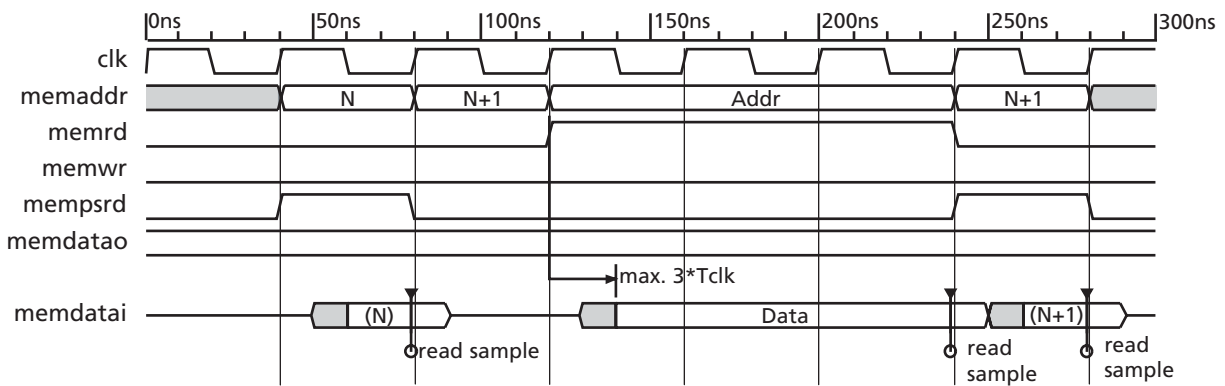 0ns 50ns 100ns 150ns 200ns 250ns 300ns
clk
memaddr N N+1 Addr N+1
memrd
memwr
mempsrd
memdatao
max. 3*Tclk
memdatai (N) Data (N+1)
read sample read sample read sample